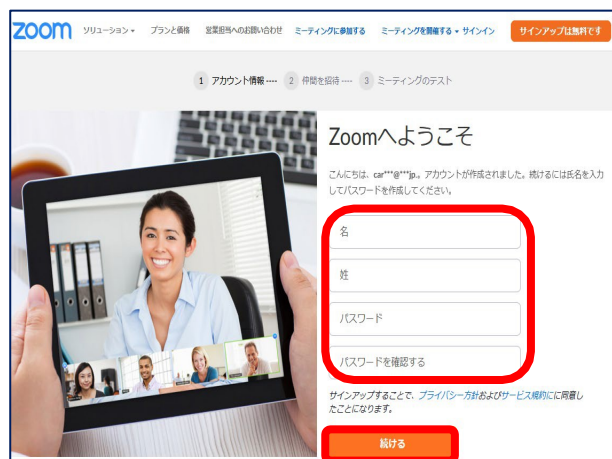 zoom ソリューション プランと価格 営業担当へのお問い合わせ ミーティングに参加する ミーティングを開催する サインイン サインアップは無料です
1 アカウント情報 ---- 2 仲間を招待 ---- 3 ミーティングのテスト
Zoomへようこそ
こんにちは、car***@***jp.。アカウントが作成されました。続けるには氏名を入力
してパスワードを作成してください。
名
姓
パスワード
パスワードを確認する
サインアップすることで、プライバシー方針およびサービス規約にに同意し
たことになります。
続ける